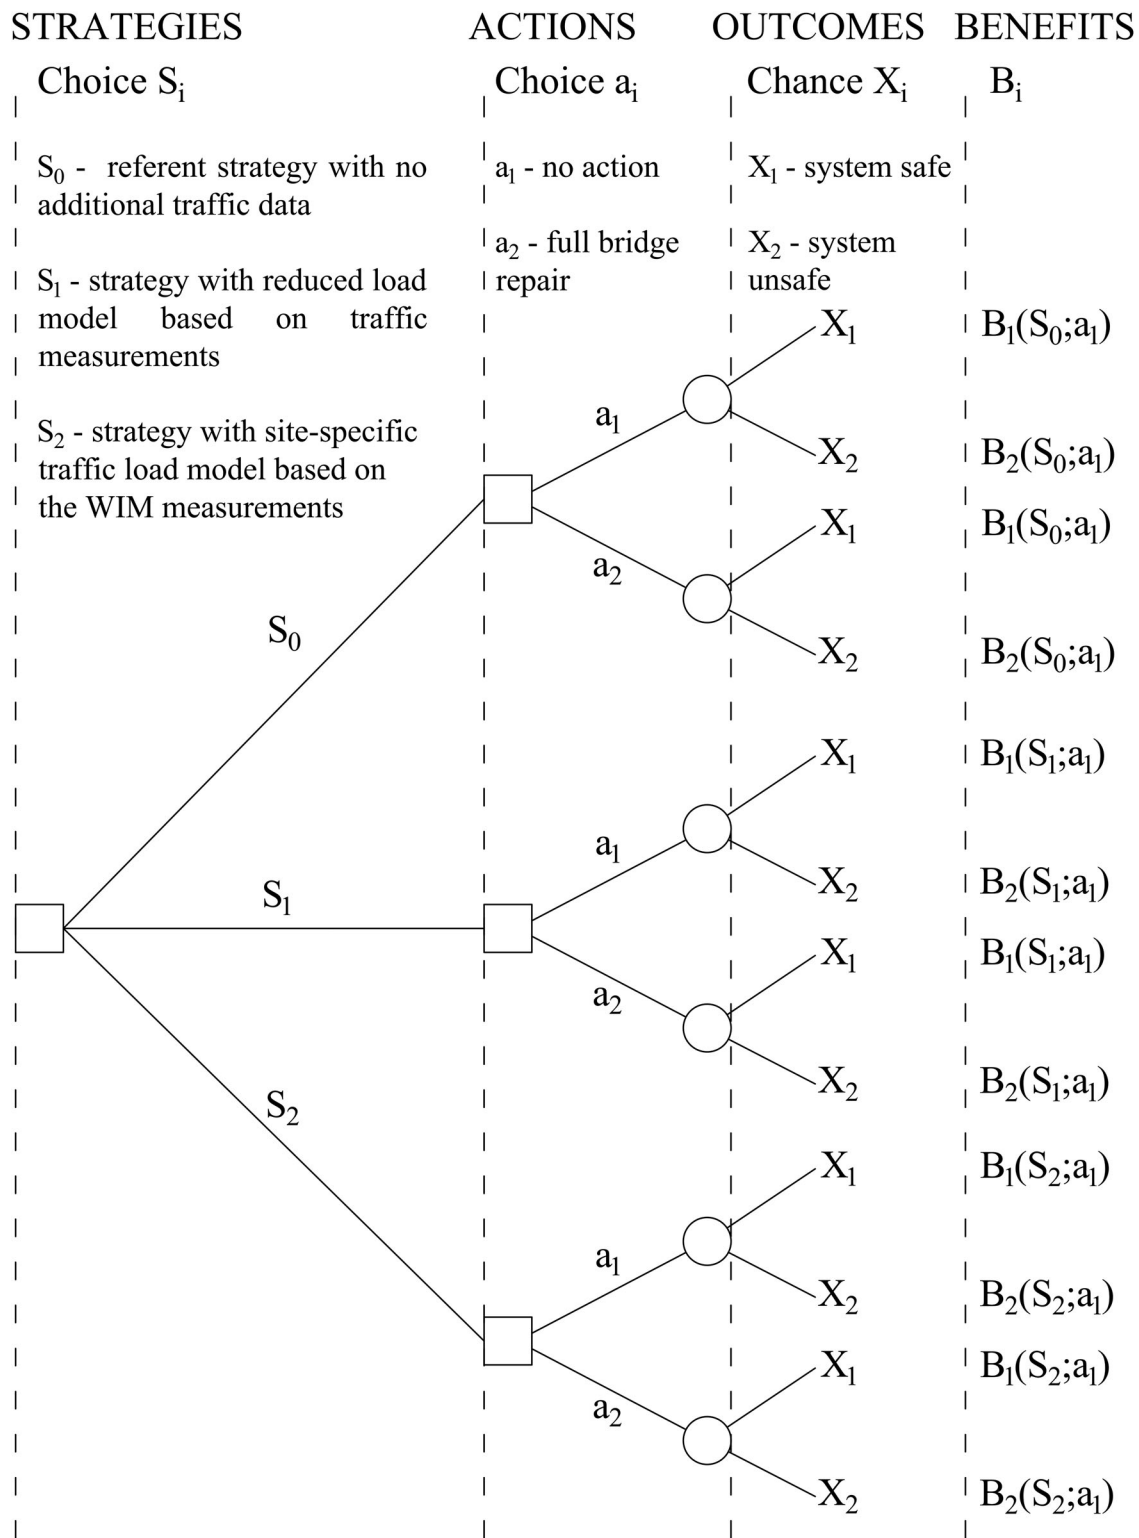 STRATEGIES ACTIONS OUTCOMES BENEFITS
Choice Sᵢ Choice aᵢ Chance Xᵢ Bᵢ
S₀ - referent strategy with no
additional traffic data
S₁ - strategy with reduced load
model based on traffic
measurements
S₂ - strategy with site-specific
traffic load model based on
the WIM measurements
a₁ - no action
a₂ - full bridge
repair
X₁ - system safe
X₂ - system
unsafe
S₀
a₁
X₁ B₁(S₀;a₁)
X₂ B₂(S₀;a₁)
a₂
X₁ B₁(S₀;a₁)
X₂ B₂(S₀;a₁)
S₁
a₁
X₁ B₁(S₁;a₁)
X₂ B₂(S₁;a₁)
a₂
X₁ B₁(S₁;a₁)
X₂ B₂(S₁;a₁)
S₂
a₁
X₁ B₁(S₂;a₁)
X₂ B₂(S₂;a₁)
a₂
X₁ B₁(S₂;a₁)
X₂ B₂(S₂;a₁)